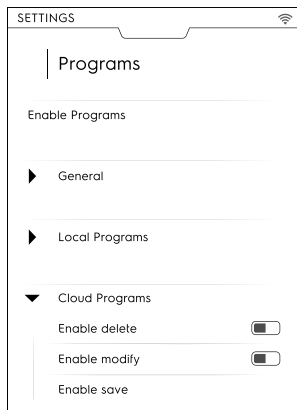 SETTINGS
Programs
Enable Programs
General
Local Programs
Cloud Programs
Enable delete
Enable modify
Enable save